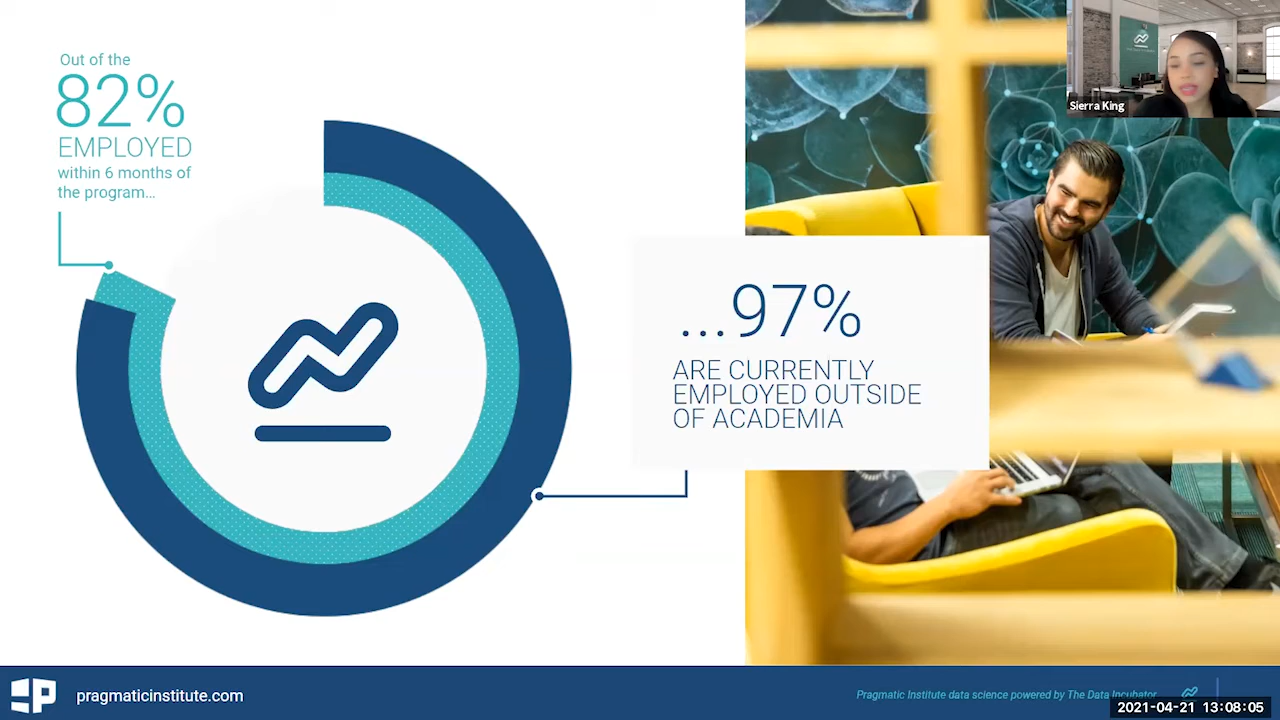 Out of the
82%
EMPLOYED
within 6 months of
the program...
...97%
ARE CURRENTLY
EMPLOYED OUTSIDE
OF ACADEMIA
Sierra King
pragmaticinstitute.com
Pragmatic Institute data science powered by The Data Incubator
2021-04-21 13:08:05